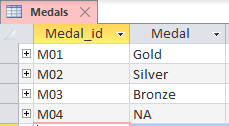 Medals
Medal_id Medal
M01 Gold
M02 Silver
M03 Bronze
M04 NA